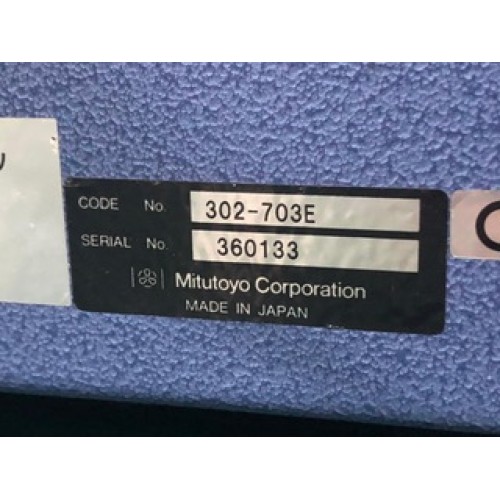 CODE No. 302-703E
SERIAL No. 360133
Mitutoyo Corporation
MADE IN JAPAN